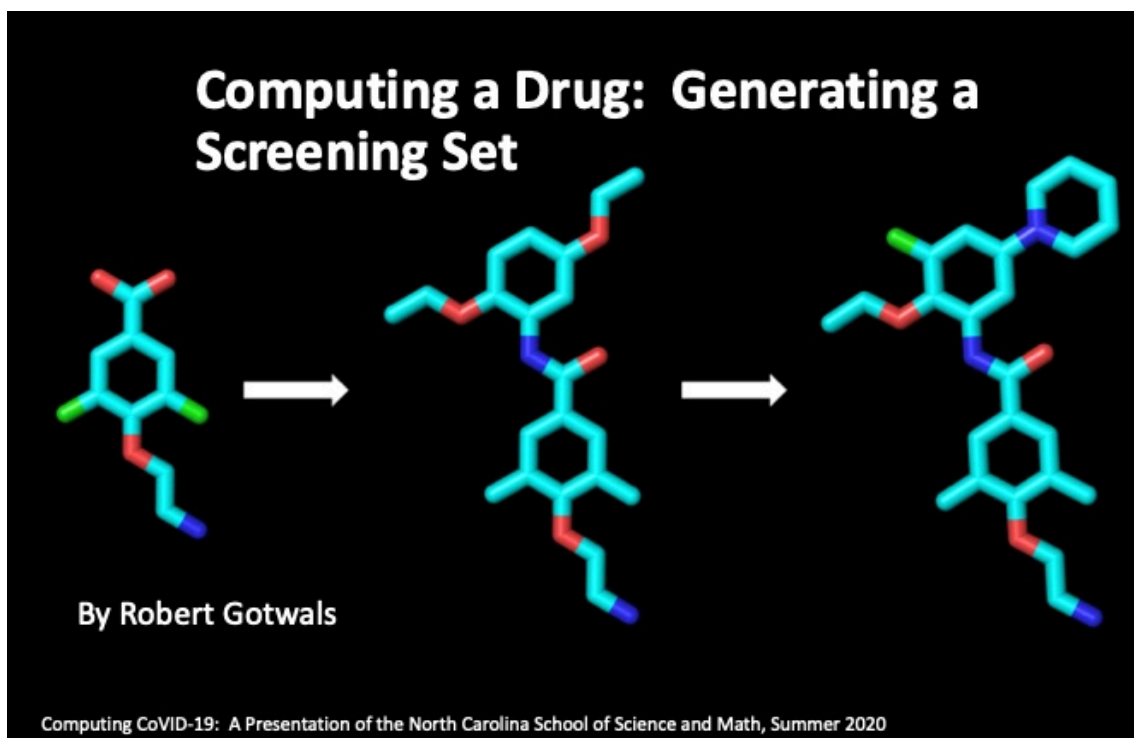 Computing a Drug:  Generating a
Screening Set
By Robert Gotwals
Computing CoVID-19:  A Presentation of the North Carolina School of Science and Math, Summer 2020